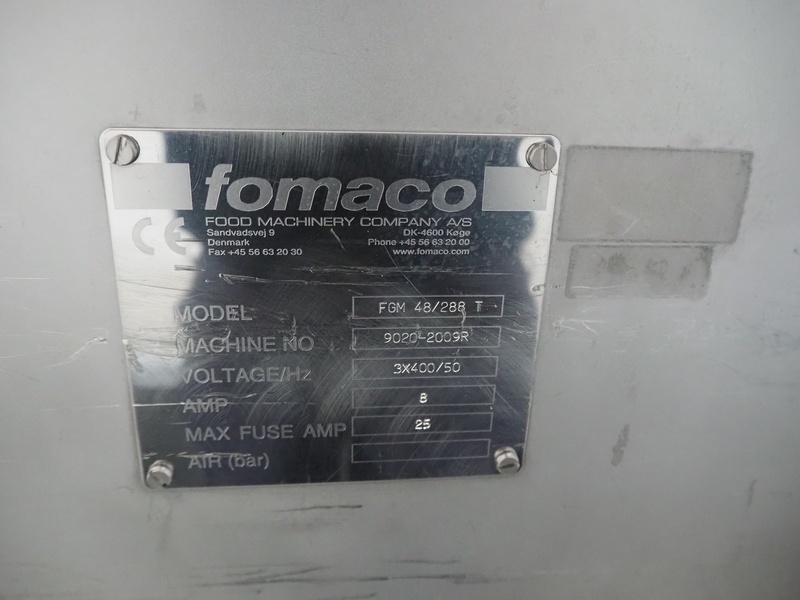 fomaco
FOOD MACHINERY COMPANY A/S
CE
Sandvadsvej 9 DK-4600 Køge
Denmark Phone +45 56 63 20 00
Fax +45 56 63 20 30 www.fomaco.com
MODEL FGM 48/288 T
MACHINE NO 9020-2009R
VOLTAGE/Hz 3X400/50
AMP 8
MAX FUSE AMP 25
AIR (bar)